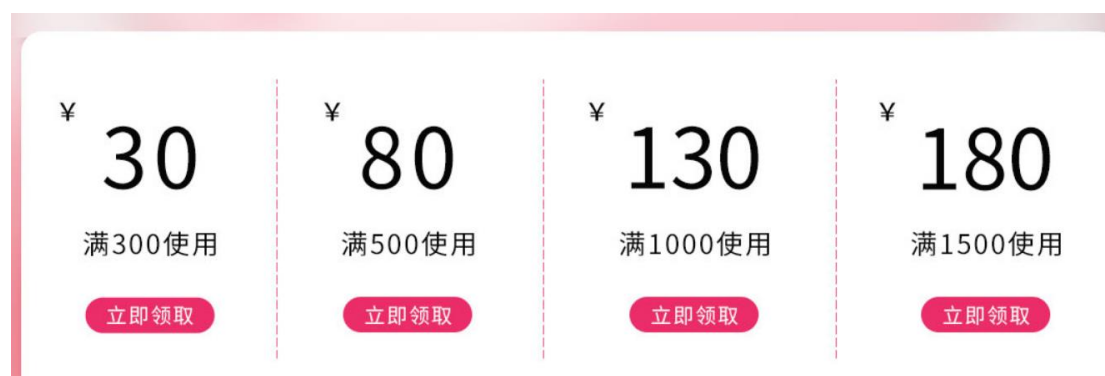 ¥ 30
满300使用
立即领取
¥ 80
满500使用
立即领取
¥ 130
满1000使用
立即领取
¥ 180
满1500使用
立即领取